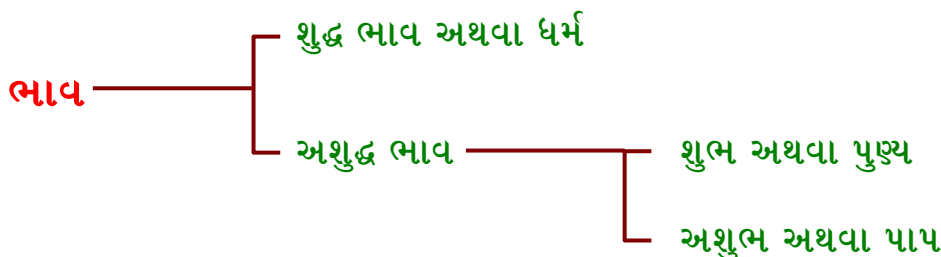 શુદ્ધ ભાવ અથવા ધર્મ
ભાવ
અશુદ્ધ ભાવ
શુભ અથવા પુણ્ય
અશુભ અથવા પાપ